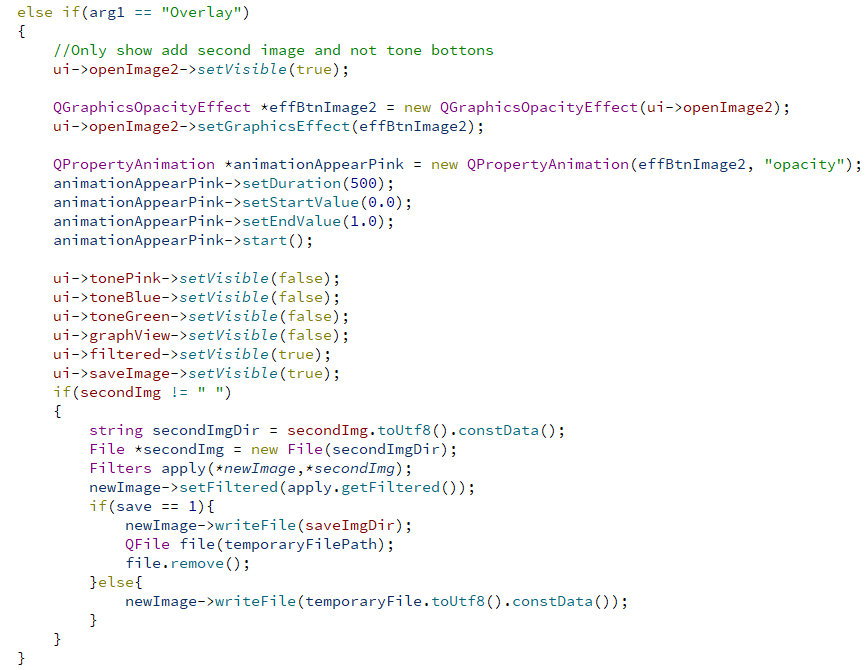 else if(arg1 == "Overlay")
{
    //Only show add second image and not tone bottons
    ui->openImage2->setVisible(true);

    QGraphicsOpacityEffect *effBtnImage2 = new QGraphicsOpacityEffect(ui->openImage2);
    ui->openImage2->setGraphicsEffect(effBtnImage2);

    QPropertyAnimation *animationAppearPink = new QPropertyAnimation(effBtnImage2, "opacity");
    animationAppearPink->setDuration(500);
    animationAppearPink->setStartValue(0.0);
    animationAppearPink->setEndValue(1.0);
    animationAppearPink->start();

    ui->tonePink->setVisible(false);
    ui->toneBlue->setVisible(false);
    ui->toneGreen->setVisible(false);
    ui->graphView->setVisible(false);
    ui->filtered->setVisible(true);
    ui->saveImage->setVisible(true);
    if(secondImg != " ")
    {
        string secondImgDir = secondImg.toUtf8().constData();
        File *secondImg = new File(secondImgDir);
        Filters apply(*newImage,*secondImg);
        newImage->setFiltered(apply.getFiltered());
        if(save == 1){
            newImage->writeFile(saveImgDir);
            QFile file(temporaryFilePath);
            file.remove();
        }else{
            newImage->writeFile(temporaryFile.toUtf8().constData());
        }
    }
}